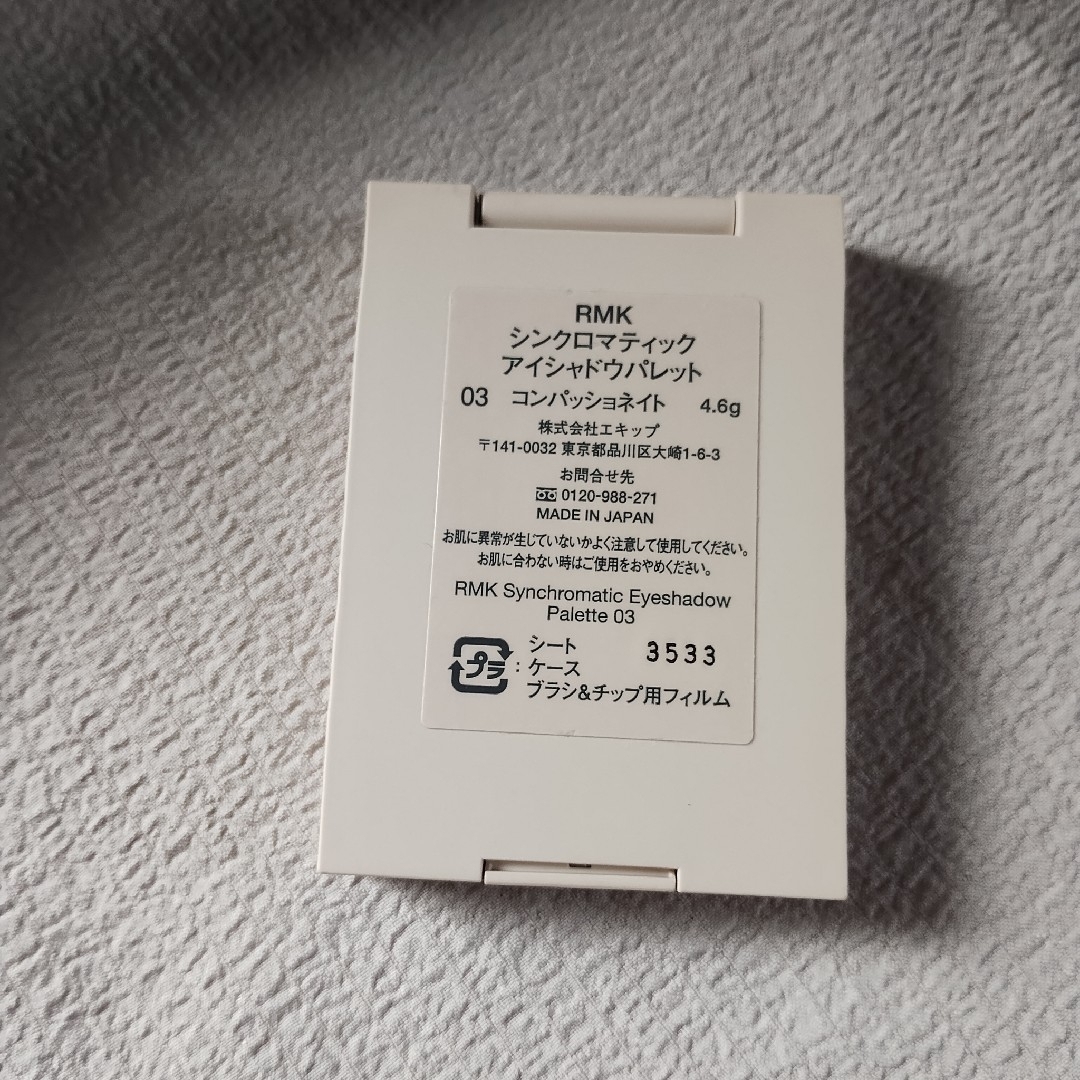 RMK
シンクロマティック
アイシャドウパレット
03 コンパッショネイト 4.6g
株式会社エキップ
〒141-0032 東京都品川区大崎1-6-3
お問合せ先
0120-988-271
MADE IN JAPAN
お肌に異常が生じていないかよく注意して使用してください。
お肌に合わない時はご使用をおやめください。
RMK Synchromatic Eyeshadow
Palette 03
プラ : シート 3533
ケース
ブラシ&チップ用フィルム